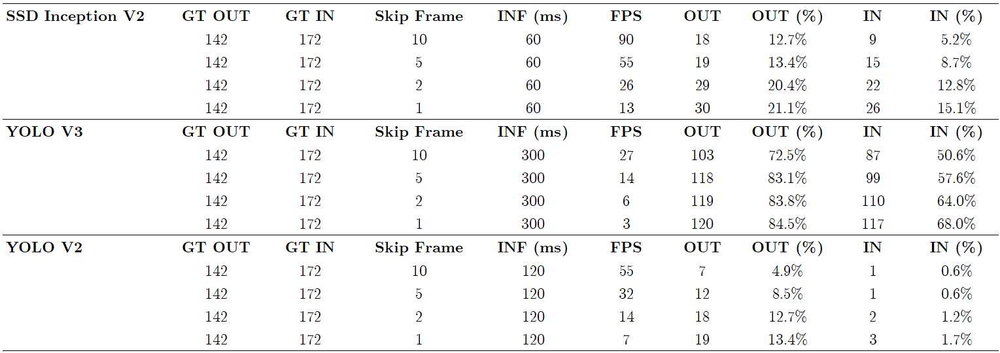 SSD Inception V2 GT OUT GT IN Skip Frame INF (ms) FPS OUT OUT (%) IN IN (%)
142 172 10 60 90 18 12.7% 9 5.2%
142 172 5 60 55 19 13.4% 15 8.7%
142 172 2 60 26 29 20.4% 22 12.8%
142 172 1 60 13 30 21.1% 26 15.1%
YOLO V3 GT OUT GT IN Skip Frame INF (ms) FPS OUT OUT (%) IN IN (%)
142 172 10 300 27 103 72.5% 87 50.6%
142 172 5 300 14 118 83.1% 99 57.6%
142 172 2 300 6 119 83.8% 110 64.0%
142 172 1 300 3 120 84.5% 117 68.0%
YOLO V2 GT OUT GT IN Skip Frame INF (ms) FPS OUT OUT (%) IN IN (%)
142 172 10 120 55 7 4.9% 1 0.6%
142 172 5 120 32 12 8.5% 1 0.6%
142 172 2 120 14 18 12.7% 2 1.2%
142 172 1 120 7 19 13.4% 3 1.7%